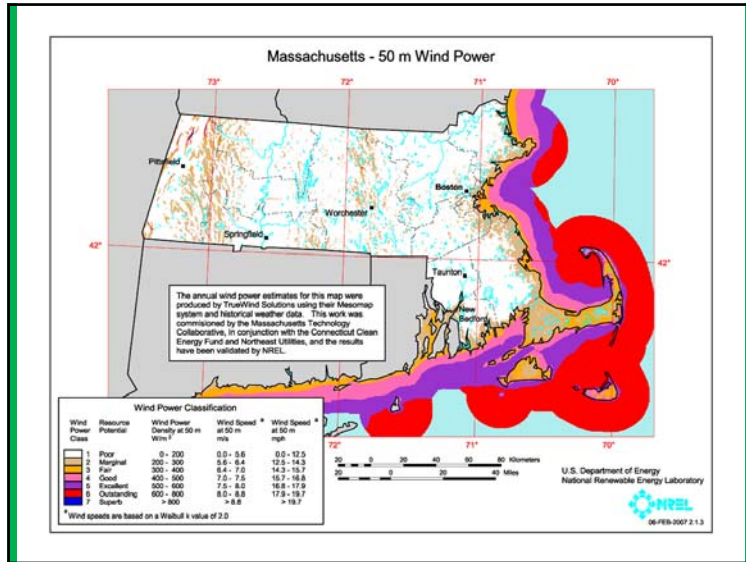 Massachusetts - 50 m Wind Power
73° 72° 71° 70°
Pittsfield
Boston
Worchester
Springfield
42° 42°
Taunton
New
Bedford
The annual wind power estimates for this map were
produced by TrueWind Solutions using their Mesomap
system and historical weather data. This work was
commisioned by the Massachusetts Technology
Collaborative, in conjunction with the Connecticut Clean
Energy Fund and Northeast Utilities, and the results
have been validated by NREL.
72° 71° 70°
Wind Power Classification
Wind Power Class Resource Potential Wind Power Density at 50 m W/m² Wind Speed* at 50 m m/s Wind Speed* at 50 m mph
1 Poor 0 - 200 0.0 - 5.6 0.0 - 12.5
2 Marginal 200 - 300 5.6 - 6.4 12.5 - 14.3
3 Fair 300 - 400 6.4 - 7.0 14.3 - 15.7
4 Good 400 - 500 7.0 - 7.5 15.7 - 16.8
5 Excellent 500 - 600 7.5 - 8.0 16.8 - 17.9
6 Outstanding 600 - 800 8.0 - 8.8 17.9 - 19.7
7 Superb > 800 > 8.8 > 19.7
*Wind speeds are based on a Waibull k value of 2.0
20 0 20 40 60 80 Kilometers
20 0 20 40 Miles
U.S. Department of Energy
National Renewable Energy Laboratory
NREL
06-FEB-2007 2.1.3